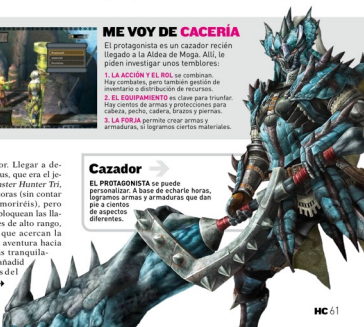 ME VOY DE CACERÍA
El protagonista es un cazador recién
llegado a la Aldea de Moga. Allí, le
piden investigar unos temblores:
1. LA ACCIÓN Y EL ROL se combinan.
Hay combates, pero también gestión de
inventario o distribución de recursos.
2. EL EQUIPAMIENTO es clave para triunfar.
Hay cientos de armas y protecciones para
cabeza, pecho, cadera, brazos y piernas.
3. LA FORJA permite crear armas y
armaduras, si logramos ciertos materiales.
or. Llegar a de-
us, que era el je-
nster Hunter Tri,
oras (sin contar
moriréis), pero
bloquean las lla-
es de alto rango,
que acercan la
aventura hacia
is tranquila-
añadid
s del
Cazador
EL PROTAGONISTA se puede
personalizar. A base de echarle horas,
logramos armas y armaduras que dan
pie a cientos
de aspectos
diferentes.
HC 61